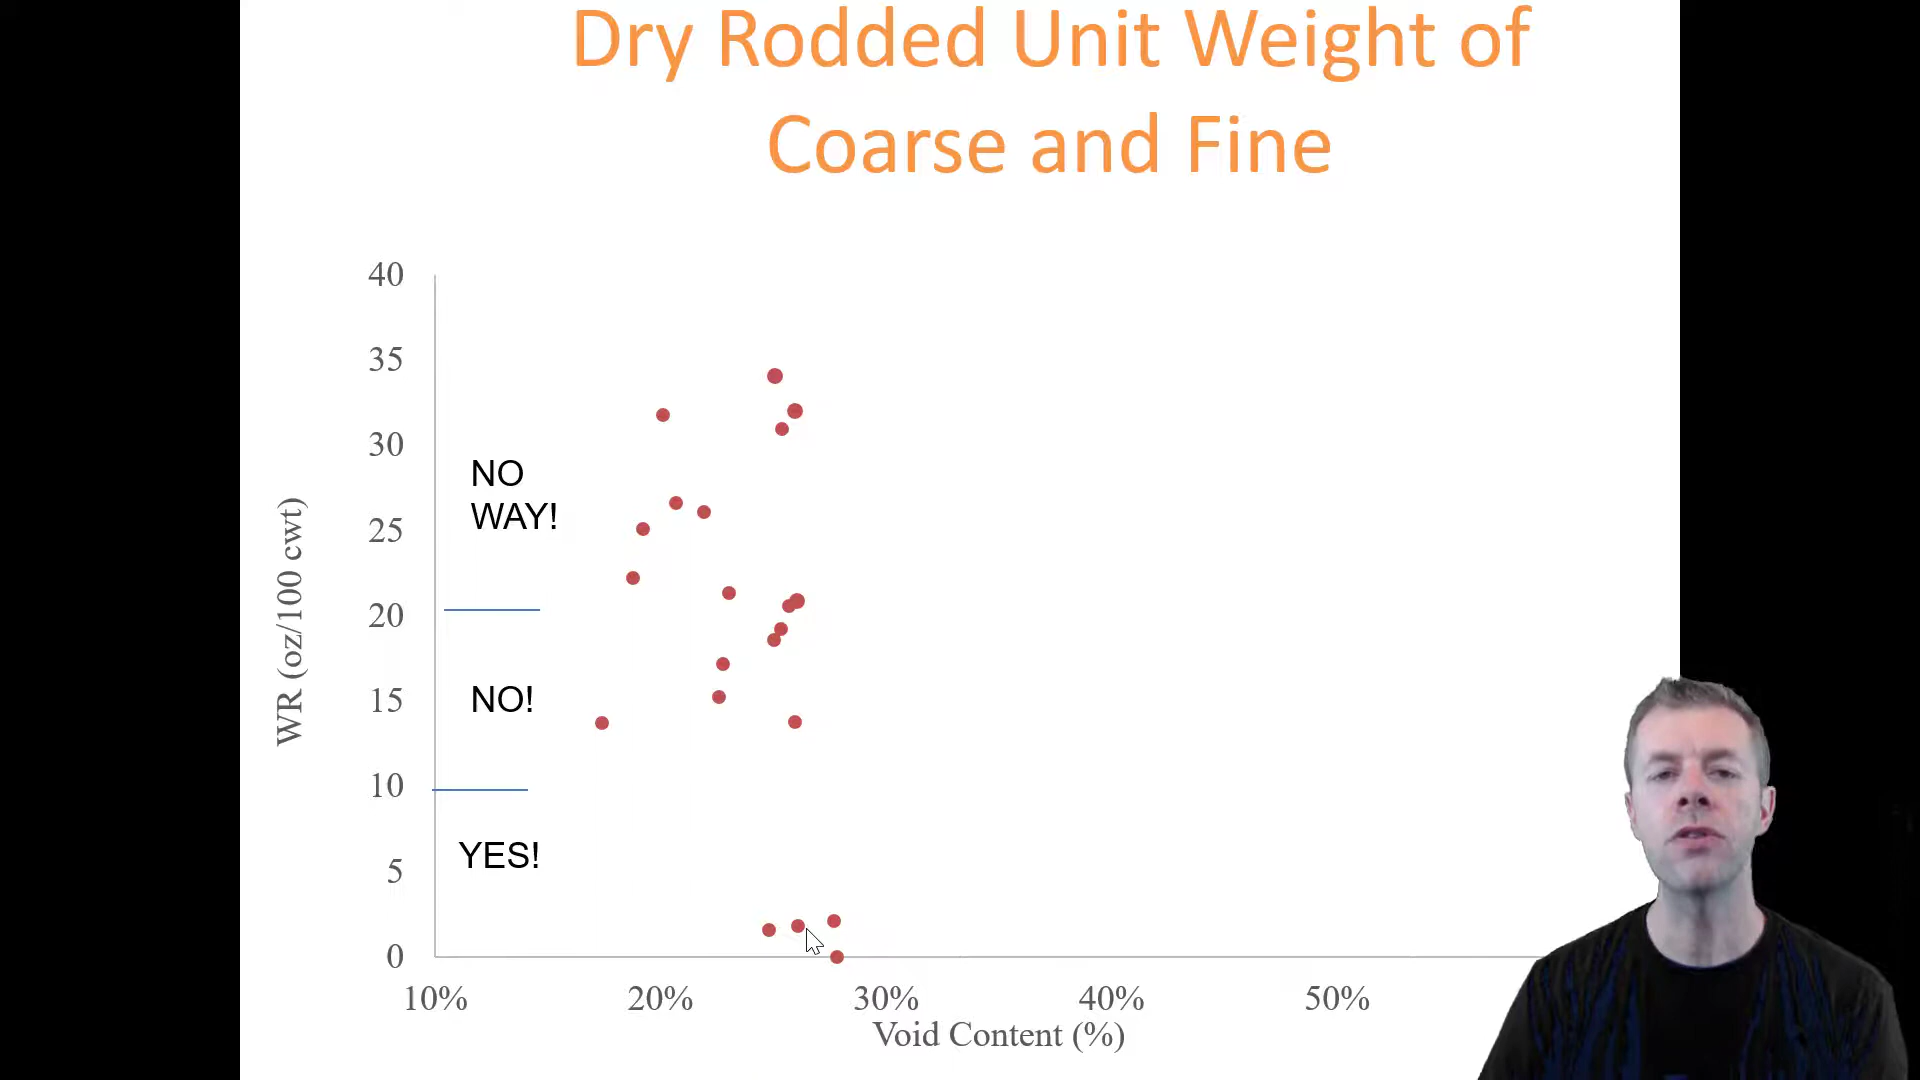 Dry Rodded Unit Weight of
Coarse and Fine
40
35
30
25
20
15
10
5
0
WR (oz/100 cwt)
NO
WAY!
NO!
YES!
10% 20% 30% 40% 50%
Void Content (%)